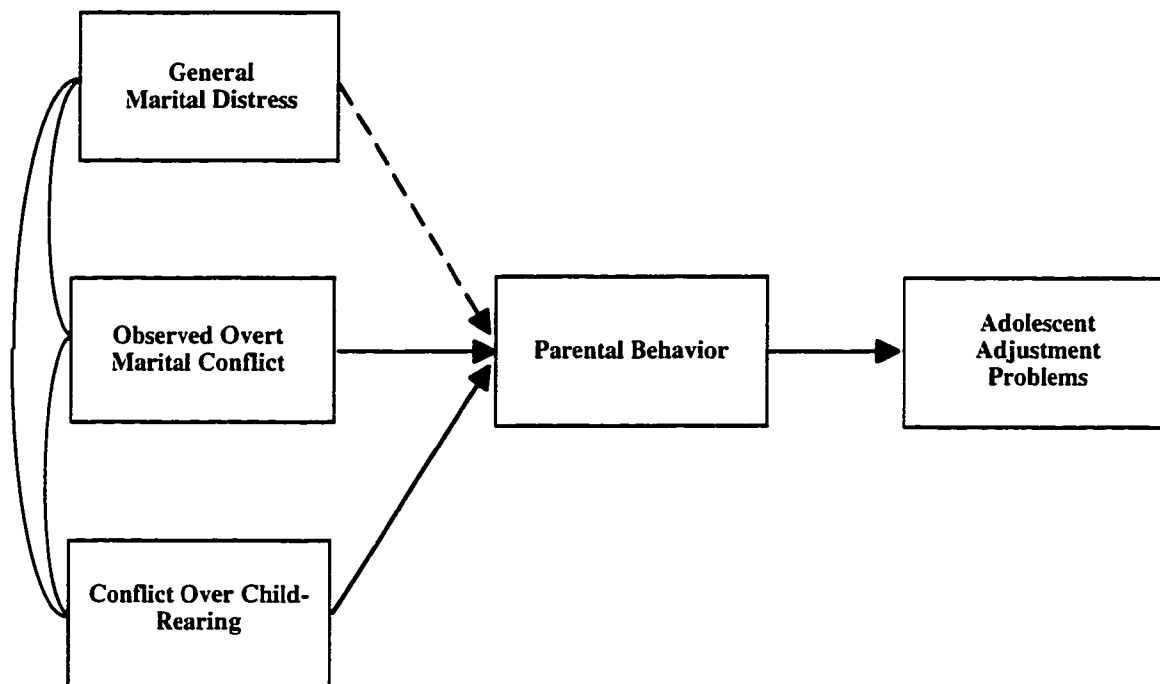 General
Marital Distress
Observed Overt
Marital Conflict
Conflict Over Child-
Rearing
Parental Behavior
Adolescent
Adjustment
Problems